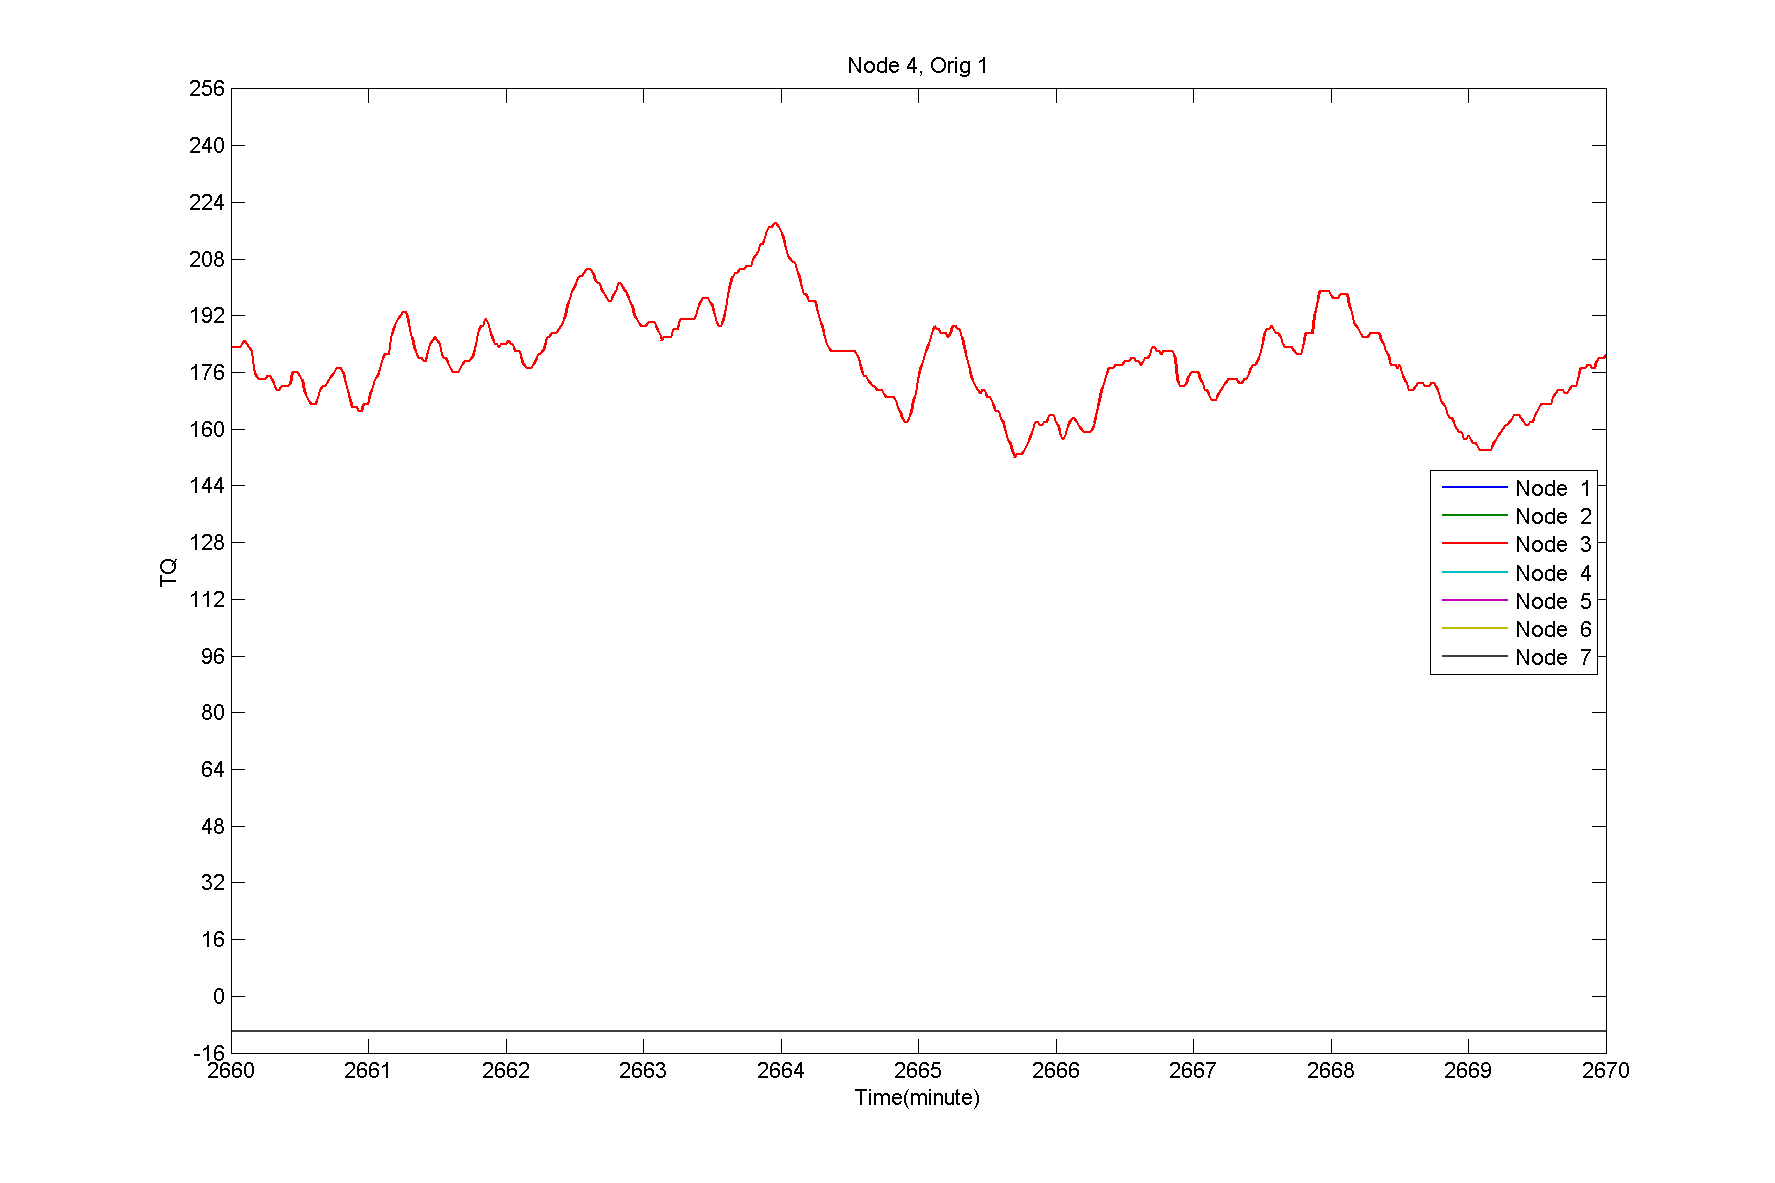 Node 4, Orig 1
256
240
224
208
192
176
160
144
128
112
96
80
64
48
32
16
0
-16
TQ
Node 1
Node 2
Node 3
Node 4
Node 5
Node 6
Node 7
2660 2661 2662 2663 2664 2665 2666 2667 2668 2669 2670
Time(minute)